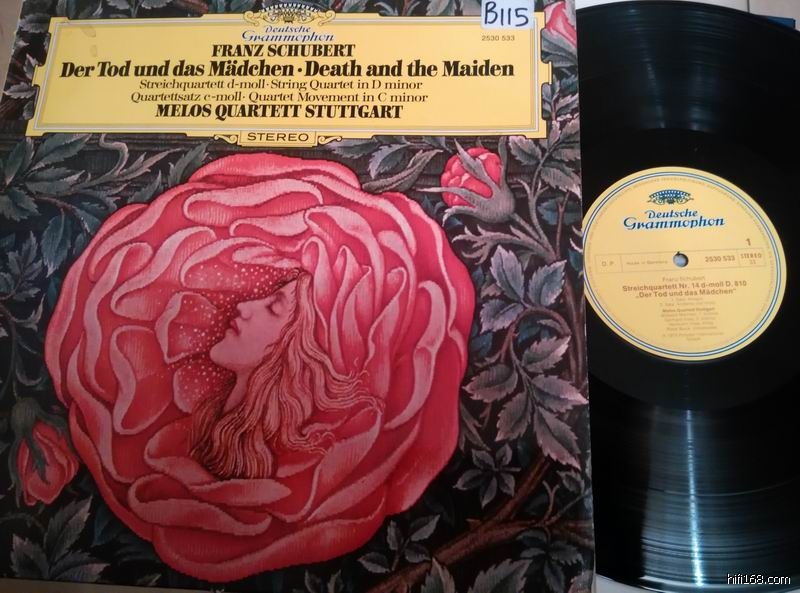 B115
Deutsche
Grammophon
2530 533
FRANZ SCHUBERT
Der Tod und das Mädchen · Death and the Maiden
Streichquartett d-moll · String Quartet in D minor
Quartettsatz c-moll · Quartet Movement in C minor
MELOS QUARTETT STUTTGART
STEREO
Deutsche
Grammophon
1
D. P.
Made in Germany
2530 533
STEREO
33
Franz Schubert
Streichquartett Nr. 14 d-moll D. 810
„Der Tod und das Mädchen"
Melos Quartett Stuttgart
hifi168.com